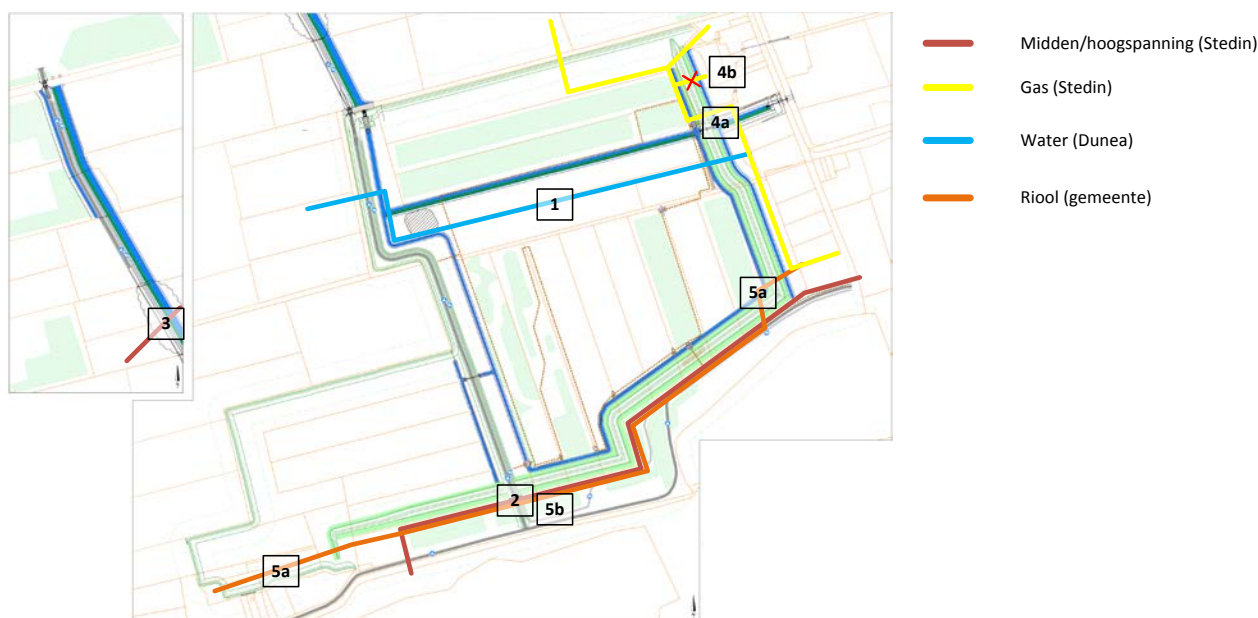 Midden/hoogspanning (Stedin)
4b
Gas (Stedin)
4a
Water (Dunea)
1
Riool (gemeente)
5a
3
2
5b
5a